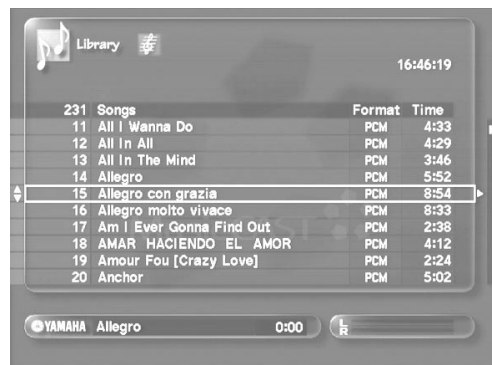 Library
16:46:19
231 Songs Format Time
11 All I Wanna Do PCM 4:33
12 All In All PCM 4:29
13 All In The Mind PCM 3:46
14 Allegro PCM 5:52
15 Allegro con grazia PCM 8:54
16 Allegro molto vivace PCM 8:33
17 Am I Ever Gonna Find Out PCM 2:38
18 AMAR HACIENDO EL AMOR PCM 4:12
19 Amour Fou [Crazy Love] PCM 2:24
20 Anchor PCM 5:02
YAMAHA Allegro 0:00 L
R